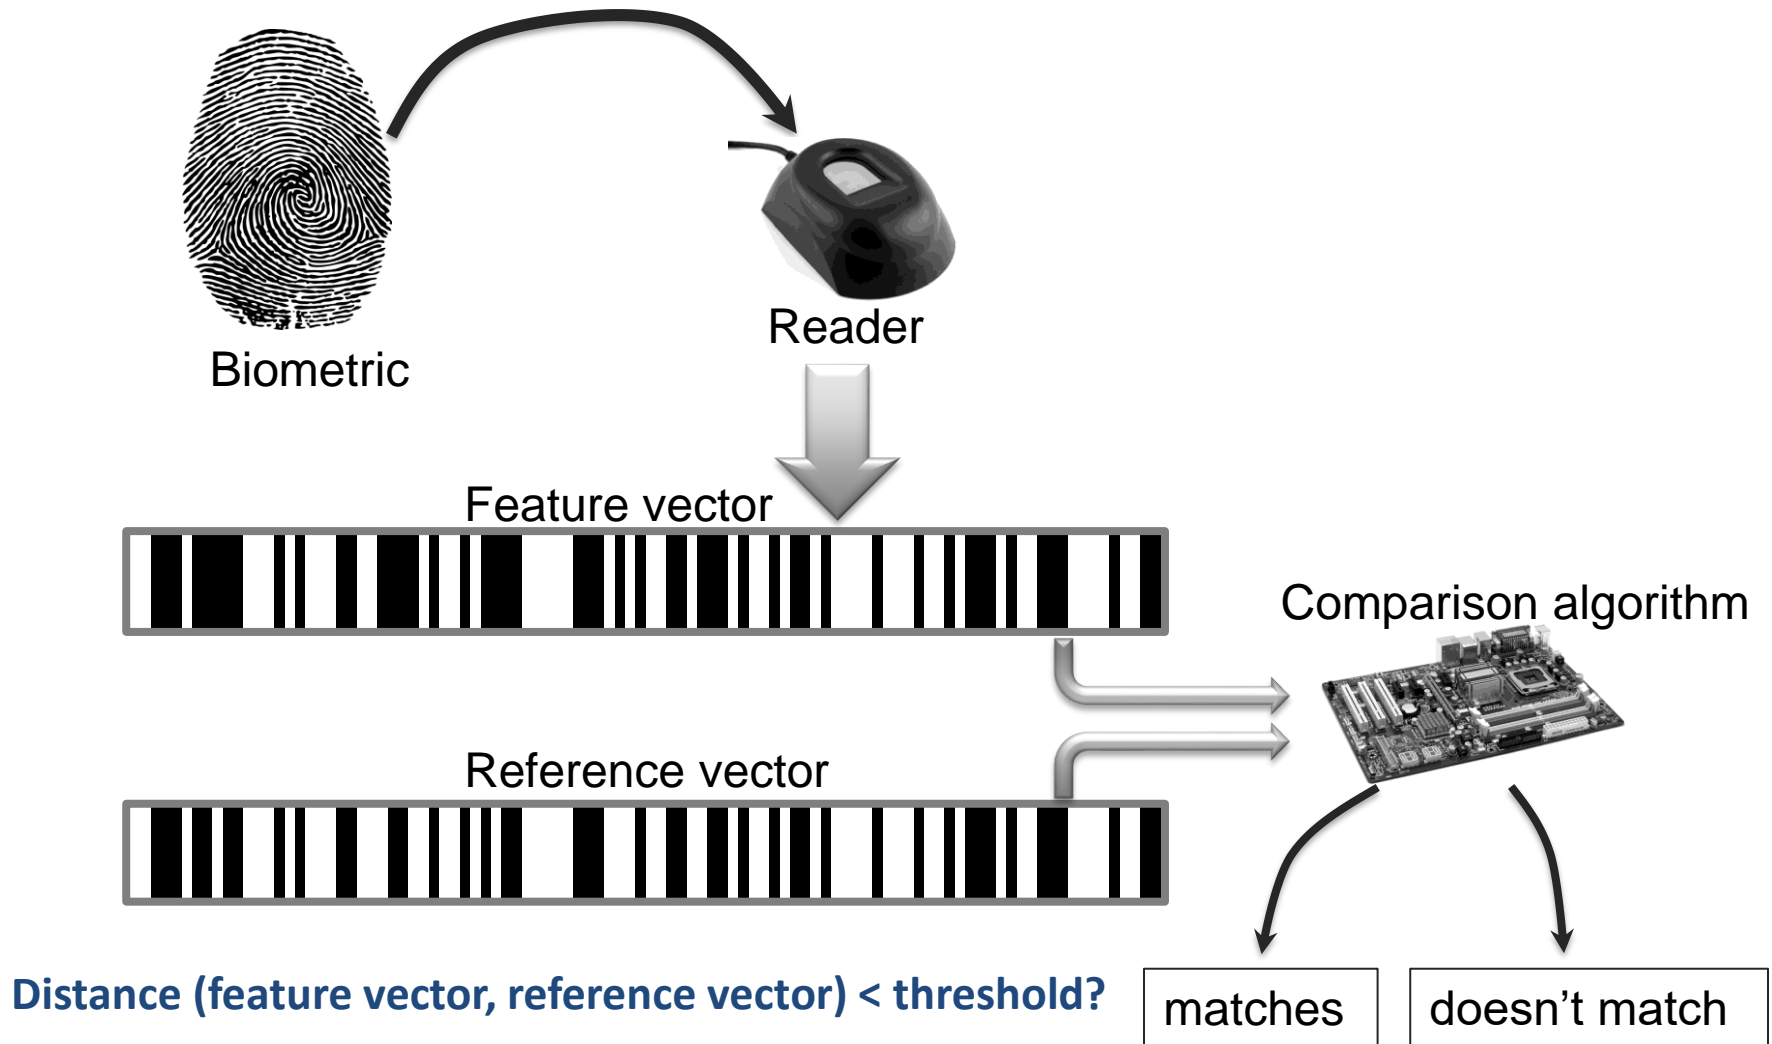 Biometric
Reader
Feature vector
Comparison algorithm
Reference vector
Distance (feature vector, reference vector) < threshold?
matches
doesn’t match